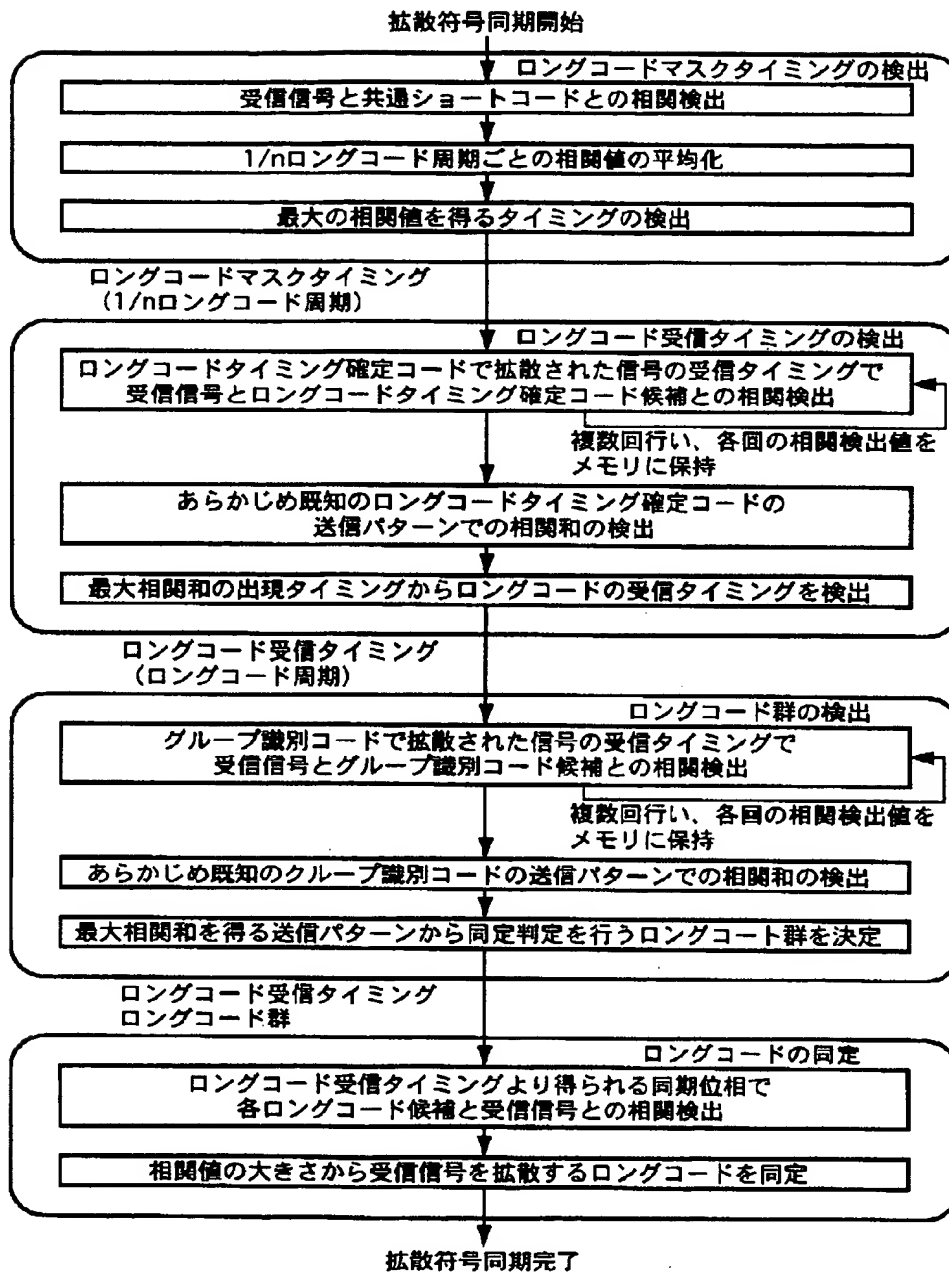 拡散符号同期開始
ロングコードマスクタイミングの検出
受信信号と共通ショートコードとの相関検出
1/nロングコード周期ごとの相関値の平均化
最大の相関値を得るタイミングの検出
ロングコードマスクタイミング
(1/nロングコード周期)
ロングコード受信タイミングの検出
ロングコードタイミング確定コードで拡散された信号の受信タイミングで
受信信号とロングコードタイミング確定コード候補との相関検出
複数回行い、各回の相関検出値を
メモリに保持
あらかじめ既知のロングコードタイミング確定コードの
送信パターンでの相関和の検出
最大相関和の出現タイミングからロングコードの受信タイミングを検出
ロングコード受信タイミング
(ロングコード周期)
ロングコード群の検出
グループ識別コードで拡散された信号の受信タイミングで
受信信号とグループ識別コード候補との相関検出
複数回行い、各回の相関検出値を
メモリに保持
あらかじめ既知のクループ識別コードの送信パターンでの相関和の検出
最大相関和を得る送信パターンから同定判定を行うロングコート群を決定
ロングコード受信タイミング
ロングコード群
ロングコードの同定
ロングコード受信タイミングより得られる同期位相で
各ロングコード候補と受信信号との相関検出
相関値の大きさから受信信号を拡散するロングコードを同定
拡散符号同期完了